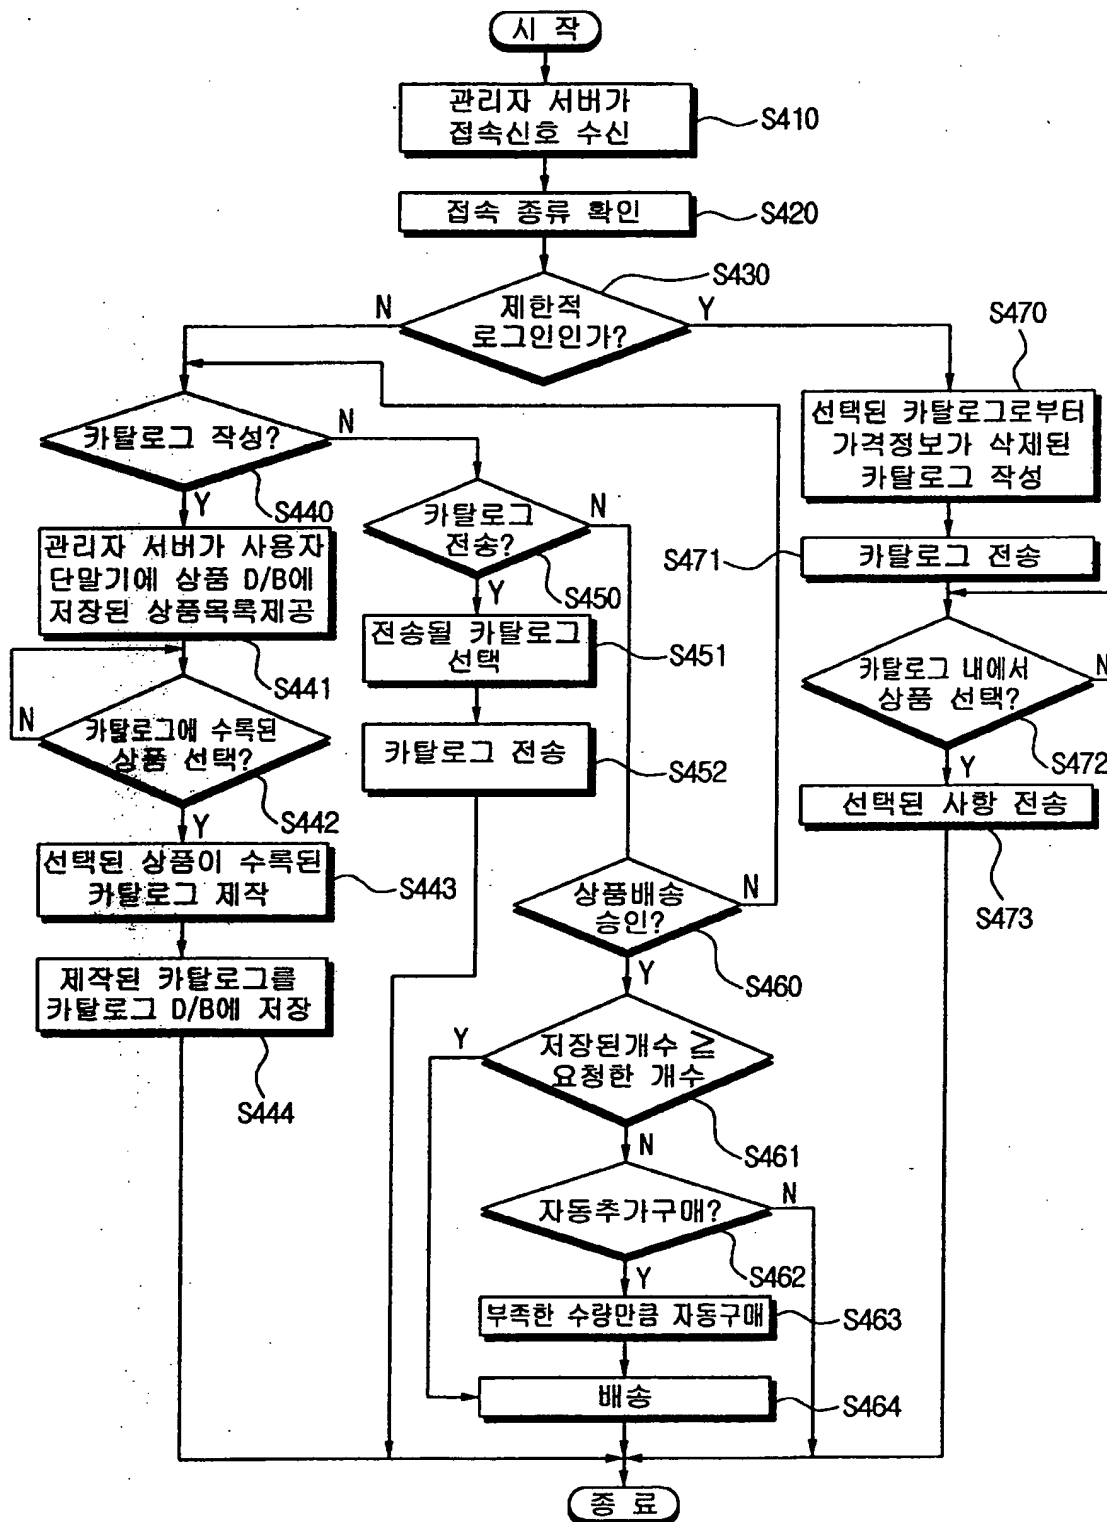 시 작
관리자 서버가
접속신호 수신
S410
접속 종류 확인
S420
S430
제한적
로그인인가?
N
Y
S470
선택된 카탈로그로부터
가격정보가 삭제된
카탈로그 작성
카탈로그 작성?
N
Y
S440
카탈로그
전송?
N
Y
S450
S471
카탈로그 전송
관리자 서버가 사용자
단말기에 상품 D/B에
저장된 상품목록제공
S441
전송될 카탈로그
선택
S451
카탈로그 내에서
상품 선택?
N
Y
S472
N
카탈로그에 수록된
상품 선택?
Y
S442
카탈로그 전송
S452
선택된 사항 전송
S473
선택된 상품이 수록된
카탈로그 제작
S443
상품배송
승인?
N
Y
S460
제작된 카탈로그를
카탈로그 D/B에 저장
S444
Y
저장된개수 ≧
요청한 개수
N
S461
자동추가구매?
N
Y
S462
부족한 수량만큼 자동구매
S463
배송
S464
종 료